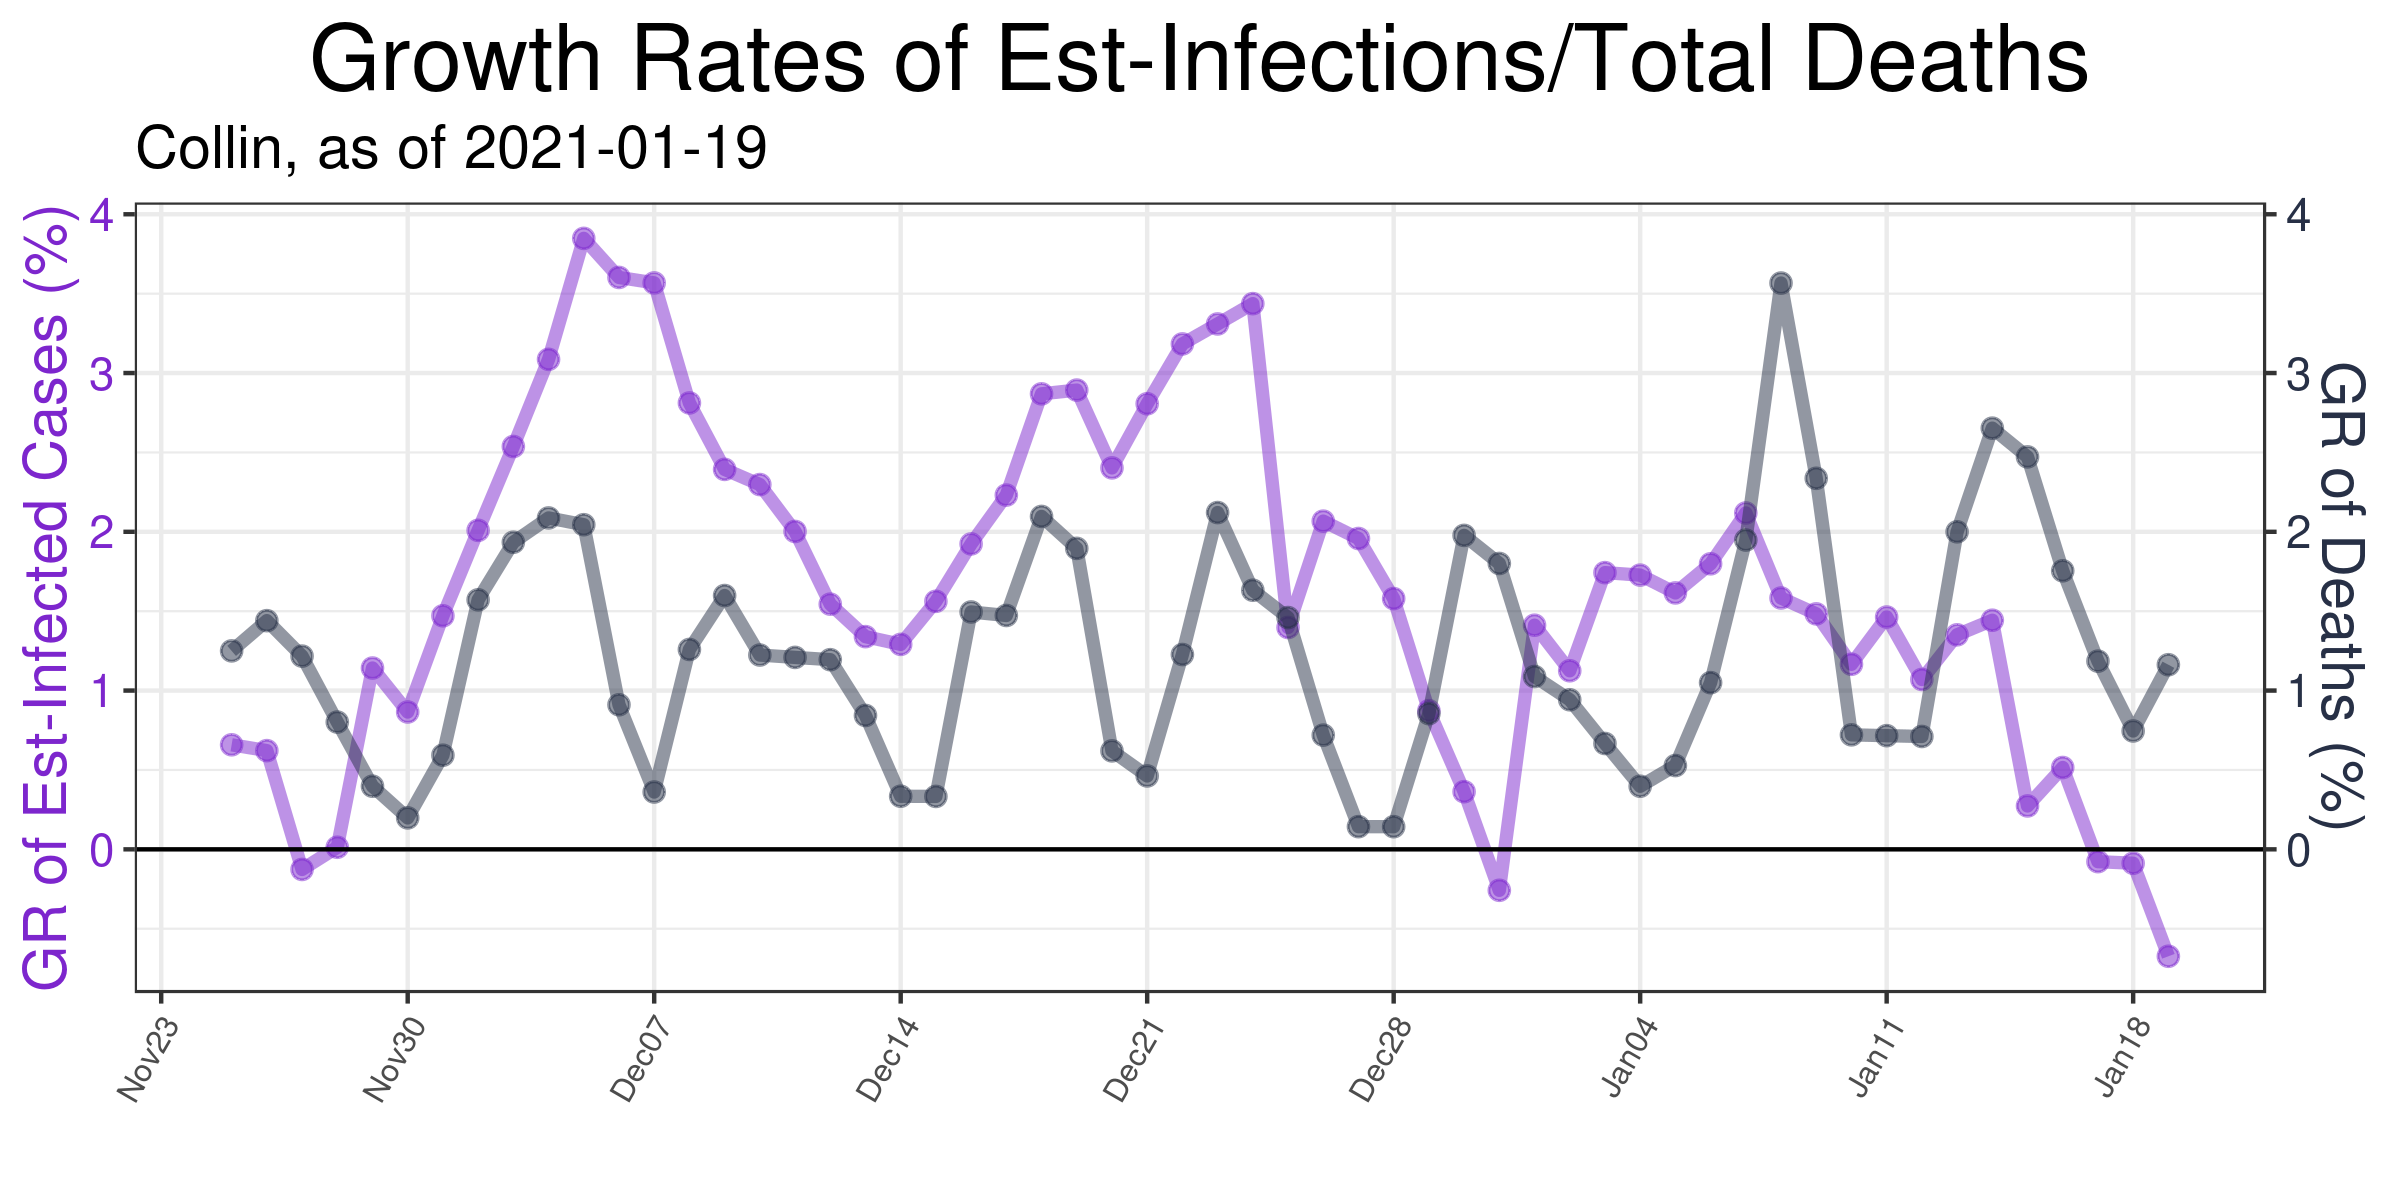 Growth Rates of Est-Infections/Total Deaths
Collin, as of 2021-01-19
GR of Est-Infected Cases (%)
4
3
2
1
0
4
3
2
1
0
GR of Deaths (%)
Nov23
Nov30
Dec07
Dec14
Dec21
Dec28
Jan04
Jan11
Jan18